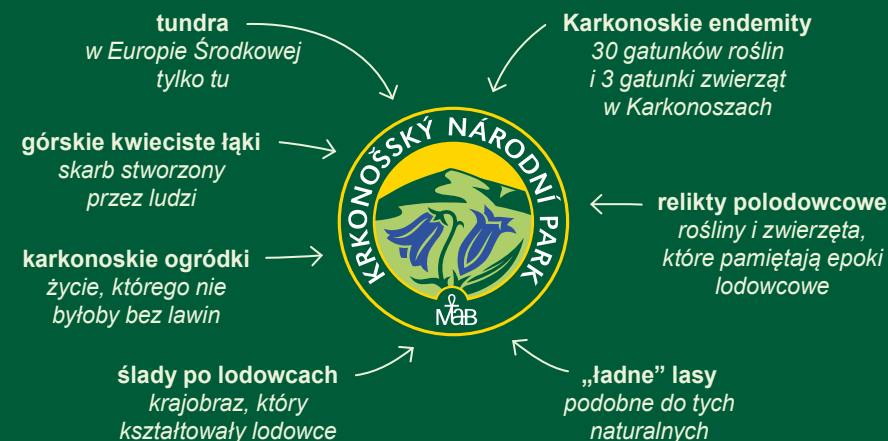 tundra
w Europie Środkowej
tylko tu
Karkonoskie endemity
30 gatunków roślin
i 3 gatunki zwierząt
w Karkonoszach
górskie kwieciste łąki
skarb stworzony
przez ludzi
KRKONOŠSKÝ NÁRODNÍ PARK
MaB
relikty polodowcowe
rośliny i zwierzęta,
które pamiętają epoki
lodowcowe
karkonoskie ogródki
życie, którego nie
byłoby bez lawin
ślady po lodowcach
krajobraz, który
kształtowały lodowce
„ładne” lasy
podobne do tych
naturalnych